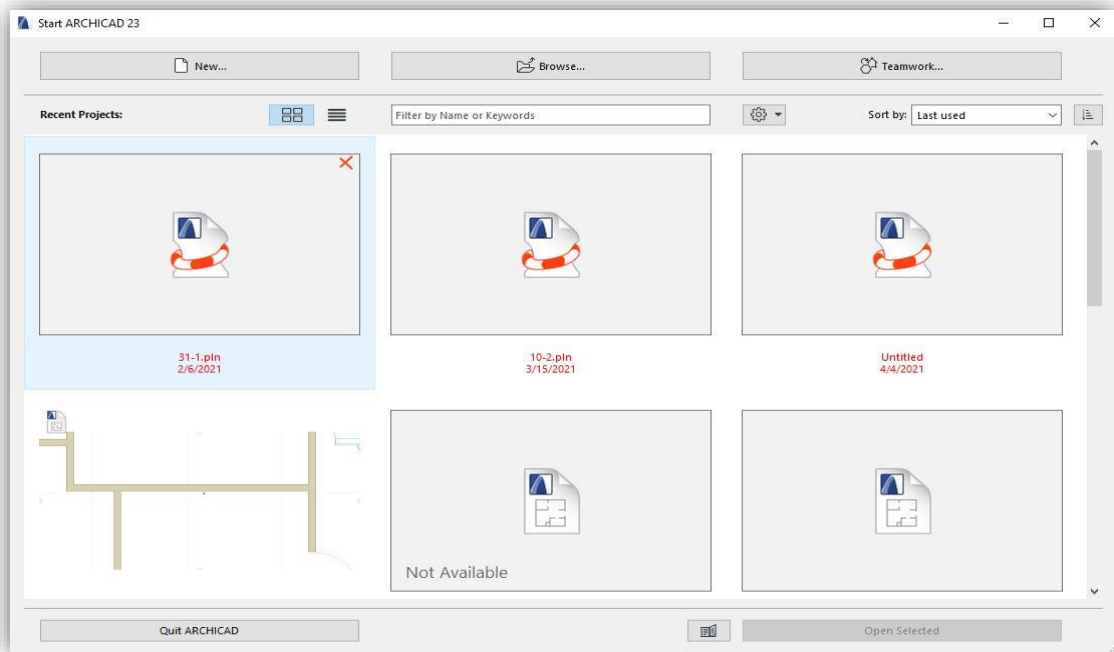 Start ARCHICAD 23
New...
Browse...
Teamwork...
Recent Projects:
Filter by Name or Keywords
Sort by:
Last used
31-1.pln
2/6/2021
10-2.pln
3/15/2021
Untitled
4/4/2021
Not Available
Quit ARCHICAD
Open Selected